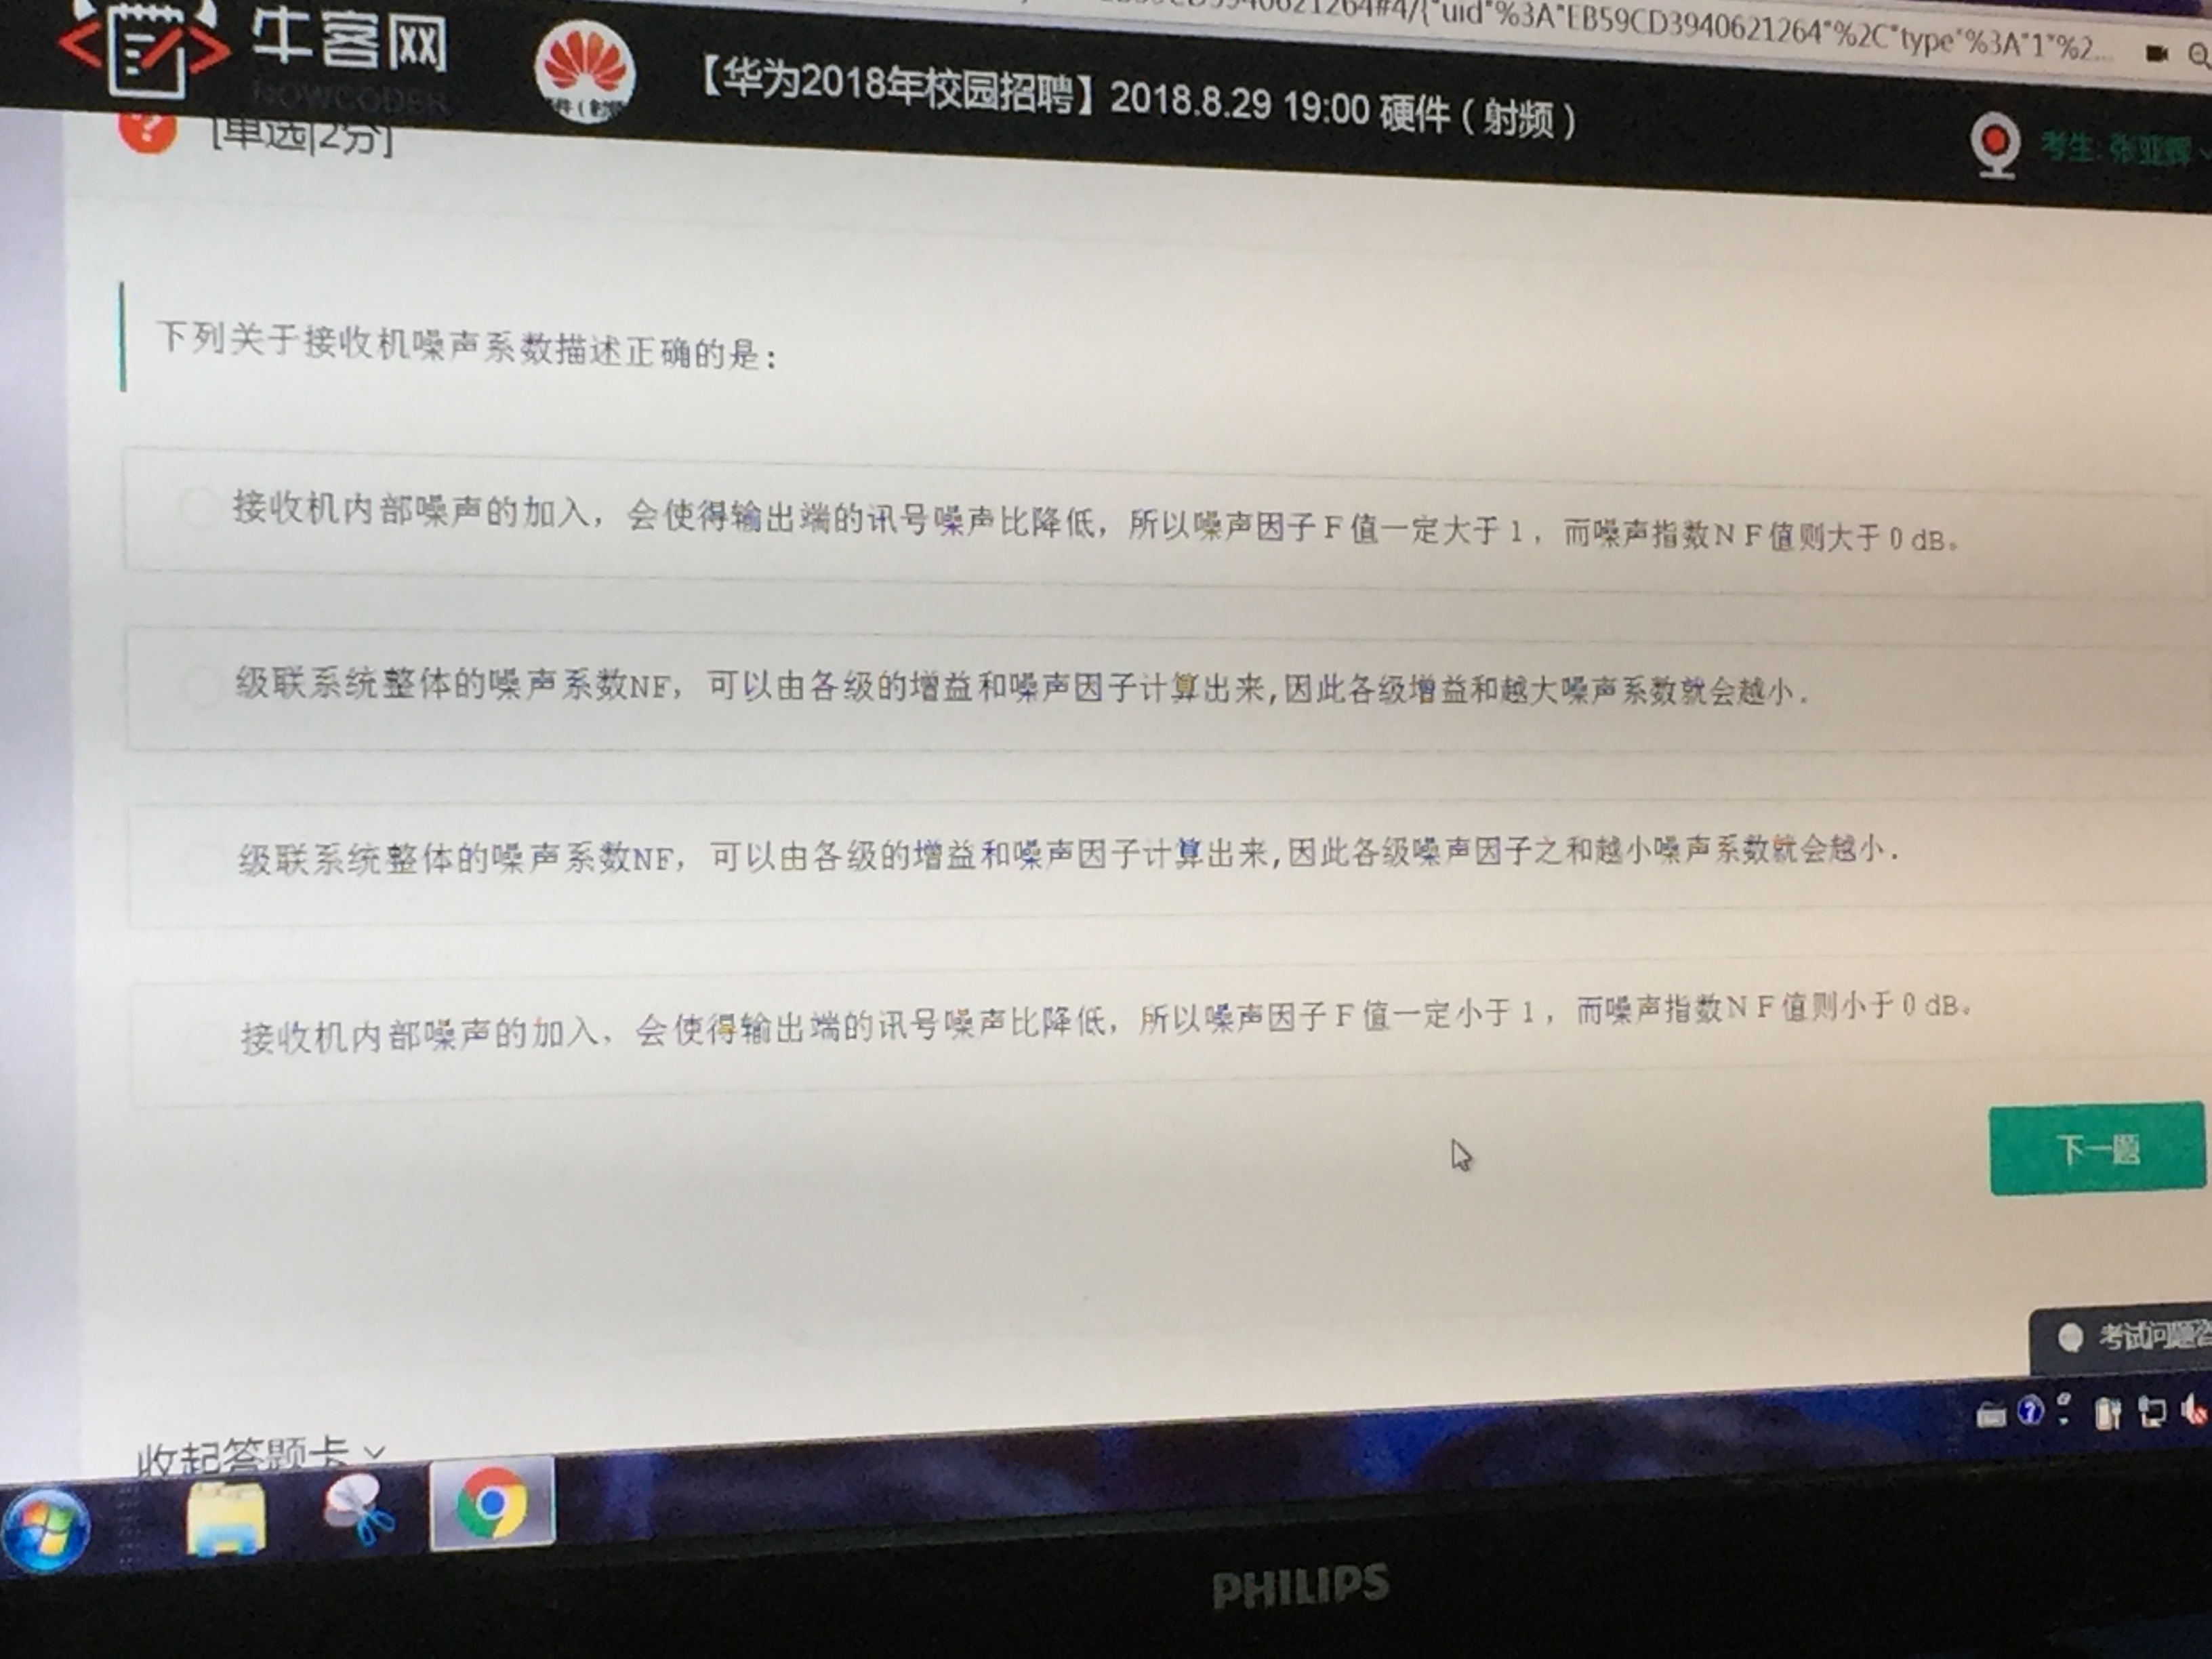 40621264#4/{"uid"%3A"EB59CD3940621264"%2C"type"%3A"1"%2...
牛客网
NOWCODER
【华为2018年校园招聘】2018.8.29 19:00 硬件（射频）
考生: 张亚辉
[单选|2分]
下列关于接收机噪声系数描述正确的是：
接收机内部噪声的加入，会使得输出端的讯号噪声比降低，所以噪声因子F值一定大于1，而噪声指数NF值则大于0 dB。
级联系统整体的噪声系数NF，可以由各级的增益和噪声因子计算出来,因此各级增益和越大噪声系数就会越小.
级联系统整体的噪声系数NF，可以由各级的增益和噪声因子计算出来,因此各级噪声因子之和越小噪声系数就会越小.
接收机内部噪声的加入，会使得输出端的讯号噪声比降低，所以噪声因子F值一定小于1，而噪声指数NF值则小于0 dB。
下一题
考试问题
收起答题卡
PHILIPS